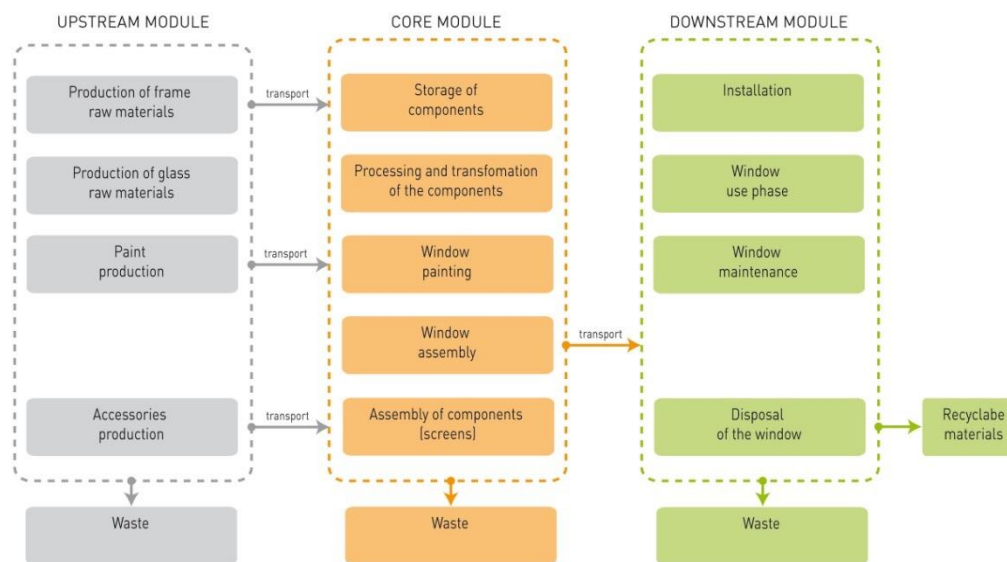 UPSTREAM MODULE
CORE MODULE
DOWNSTREAM MODULE
Production of frame
raw materials
transport
Storage of
components
Installation
Production of glass
raw materials
Processing and transfomation
of the components
Window
use phase
Paint
production
transport
Window
painting
Window
maintenance
Window
assembly
transport
Accessories
production
transport
Assembly of components
(screens)
Disposal
of the window
Recyclabe
materials
Waste
Waste
Waste